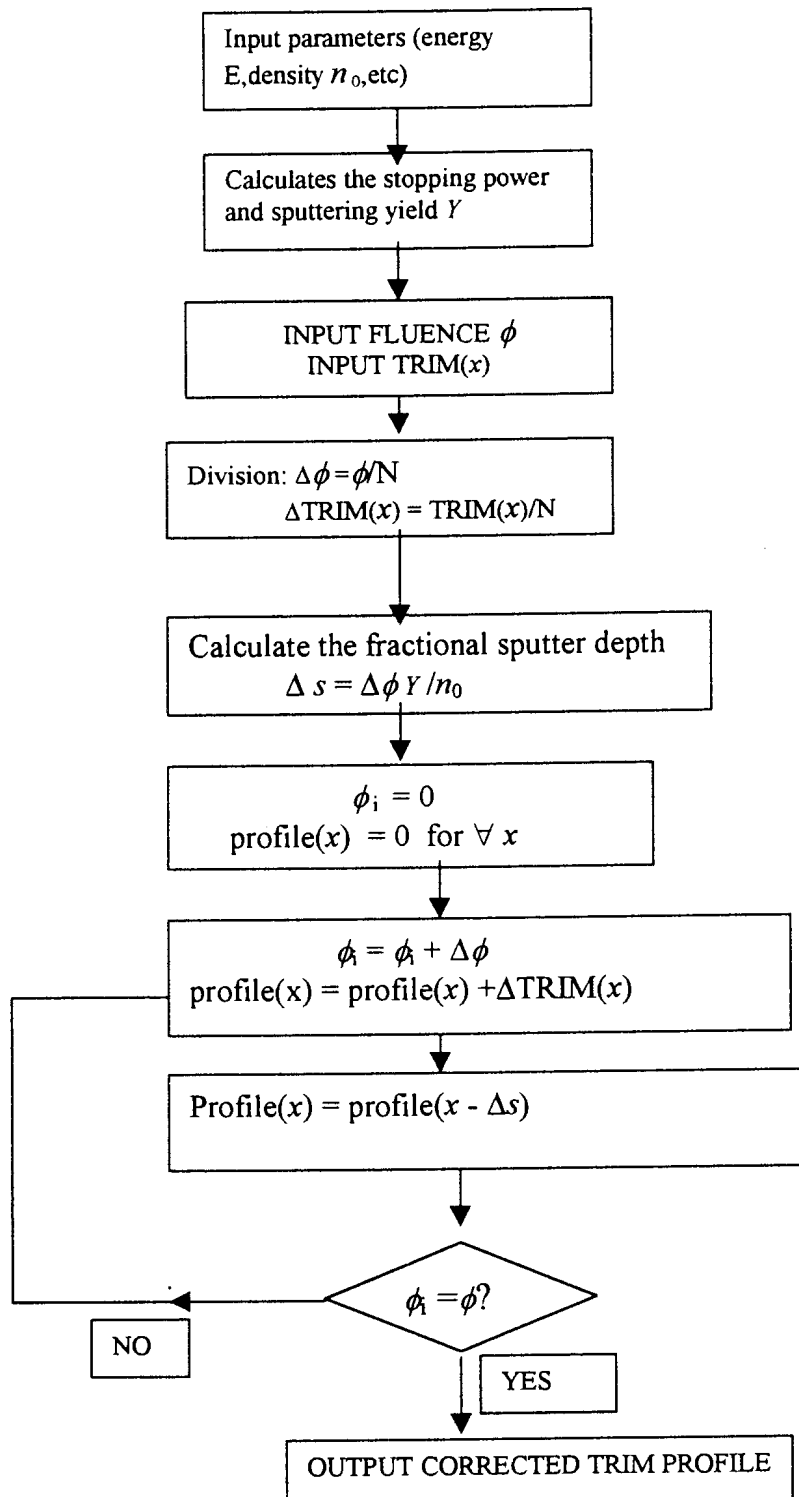 Input parameters (energy
E,density n₀,etc)
Calculates the stopping power
and sputtering yield Y
INPUT FLUENCE ϕ
INPUT TRIM(x)
Division: Δϕ=ϕ/N
ΔTRIM(x) = TRIM(x)/N
Calculate the fractional sputter depth
Δ s = Δϕ Y /n₀
ϕᵢ = 0
profile(x) = 0 for ∀ x
ϕᵢ = ϕᵢ + Δϕ
profile(x) = profile(x) +ΔTRIM(x)
Profile(x) = profile(x - Δs)
ϕᵢ =ϕ?
NO
YES
OUTPUT CORRECTED TRIM PROFILE